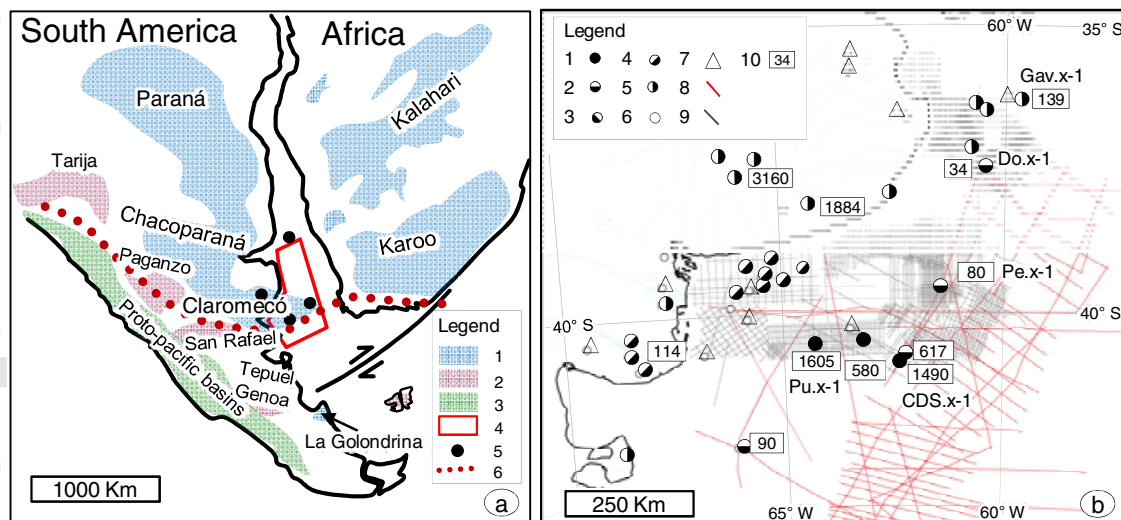 South America
Africa
Paraná
Kalahari
Tarija
Chacoparaná
Karoo
Paganzo
Claromecó
San Rafael
Proto-pacific basins
Tepuel
Genoa
La Golondrina
Legend
1
2
3
4
5
6
1000 Km
a
Legend
1 4 7 10 34
2 5 8
3 6 9
60° W
35° S
Gav.x-1
139
Do.x-1
34
3160
1884
80 Pe.x-1
40° S
40° S
114
1605
580
617
1490
Pu.x-1
CDS.x-1
90
250 Km
65° W
60° W
b